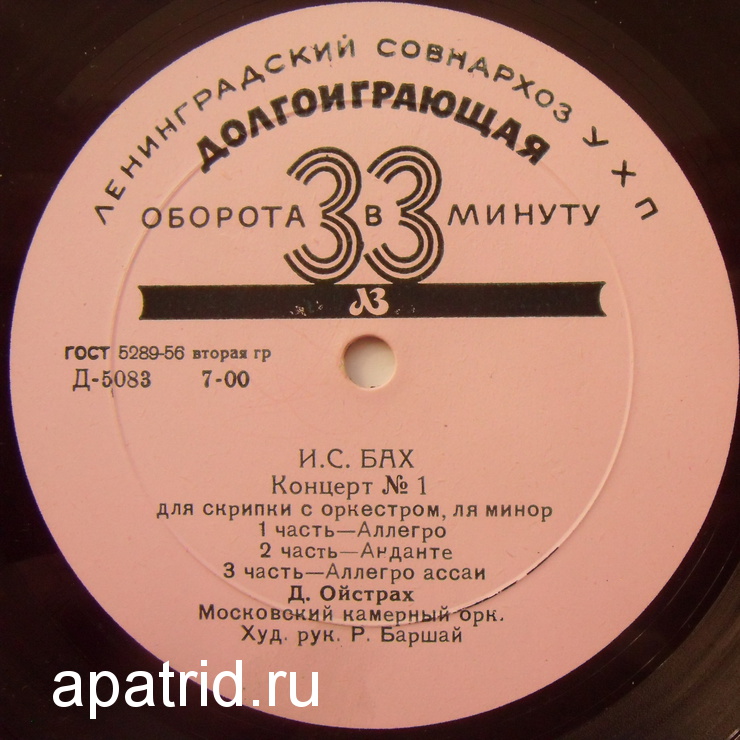 ЛЕНИНГРАДСКИЙ СОВНАРХОЗ УХП
ДОЛГОИГРАЮЩАЯ
ОБОРОТА 33 В МИНУТУ
ЛЗ
ГОСТ 5289-56 вторая гр
Д-5083 7-00
И.С. БАХ
Концерт № 1
для скрипки с оркестром, ля минор
1 часть—Аллегро
2 часть—Анданте
3 часть—Аллегро ассаи
Д. Ойстрах
Московский камерный орк.
Худ. рук. Р. Баршай
apatrid.ru